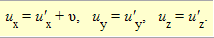 uₓ = u′ₓ + υ, u_y = u′_y, u_z = u′_z.